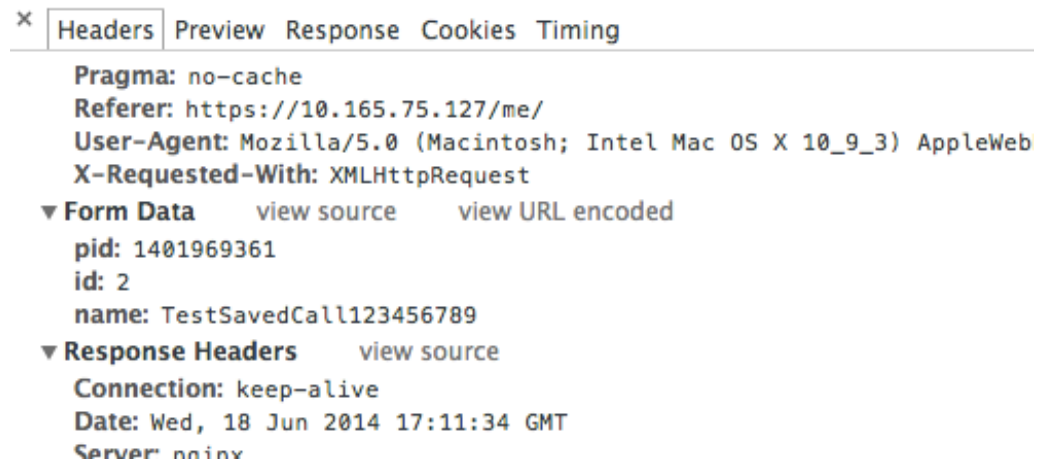 × Headers Preview Response Cookies Timing
Pragma: no-cache
Referer: https://10.165.75.127/me/
User-Agent: Mozilla/5.0 (Macintosh; Intel Mac OS X 10_9_3) AppleWeb
X-Requested-With: XMLHttpRequest
▼ Form Data view source view URL encoded
pid: 1401969361
id: 2
name: TestSavedCall123456789
▼ Response Headers view source
Connection: keep-alive
Date: Wed, 18 Jun 2014 17:11:34 GMT
Server: nginx